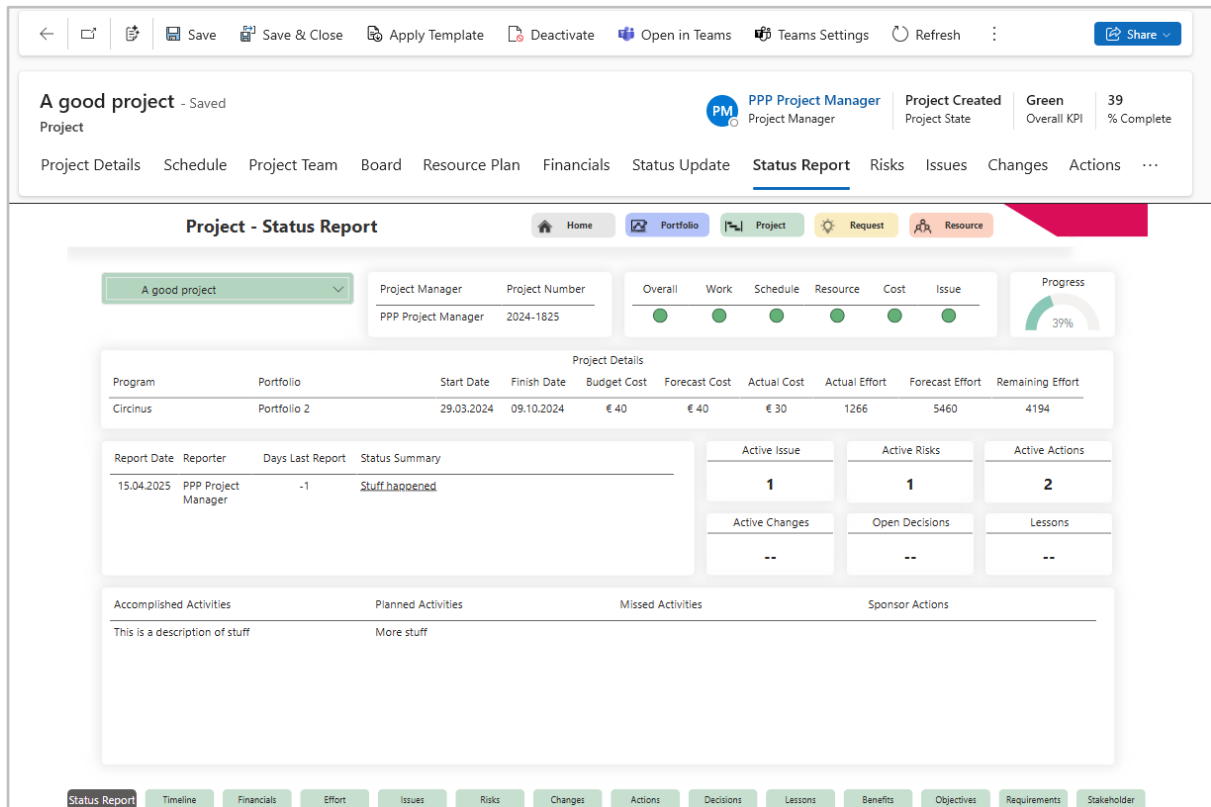 Save Save & Close Apply Template Deactivate Open in Teams Teams Settings Refresh Share
A good project - Saved
Project
PM
PPP Project Manager
Project Manager
Project Created
Project State
Green
Overall KPI
39
% Complete
Project Details Schedule Project Team Board Resource Plan Financials Status Update Status Report Risks Issues Changes Actions ...
Project - Status Report
Home Portfolio Project Request Resource
A good project
Project Manager Project Number
PPP Project Manager 2024-1825
Overall Work Schedule Resource Cost Issue
Progress
39%
Project Details
Program Portfolio Start Date Finish Date Budget Cost Forecast Cost Actual Cost Actual Effort Forecast Effort Remaining Effort
Circinus Portfolio 2 29.03.2024 09.10.2024 € 40 € 40 € 30 1266 5460 4194
Report Date Reporter Days Last Report Status Summary
15.04.2025 PPP Project -1 Stuff happened
Manager
Active Issue Active Risks Active Actions
1 1 2
Active Changes Open Decisions Lessons
-- -- --
Accomplished Activities Planned Activities Missed Activities Sponsor Actions
This is a description of stuff More stuff
Status Report Timeline Financials Effort Issues Risks Changes Actions Decisions Lessons Benefits Objectives Requirements Stakeholder